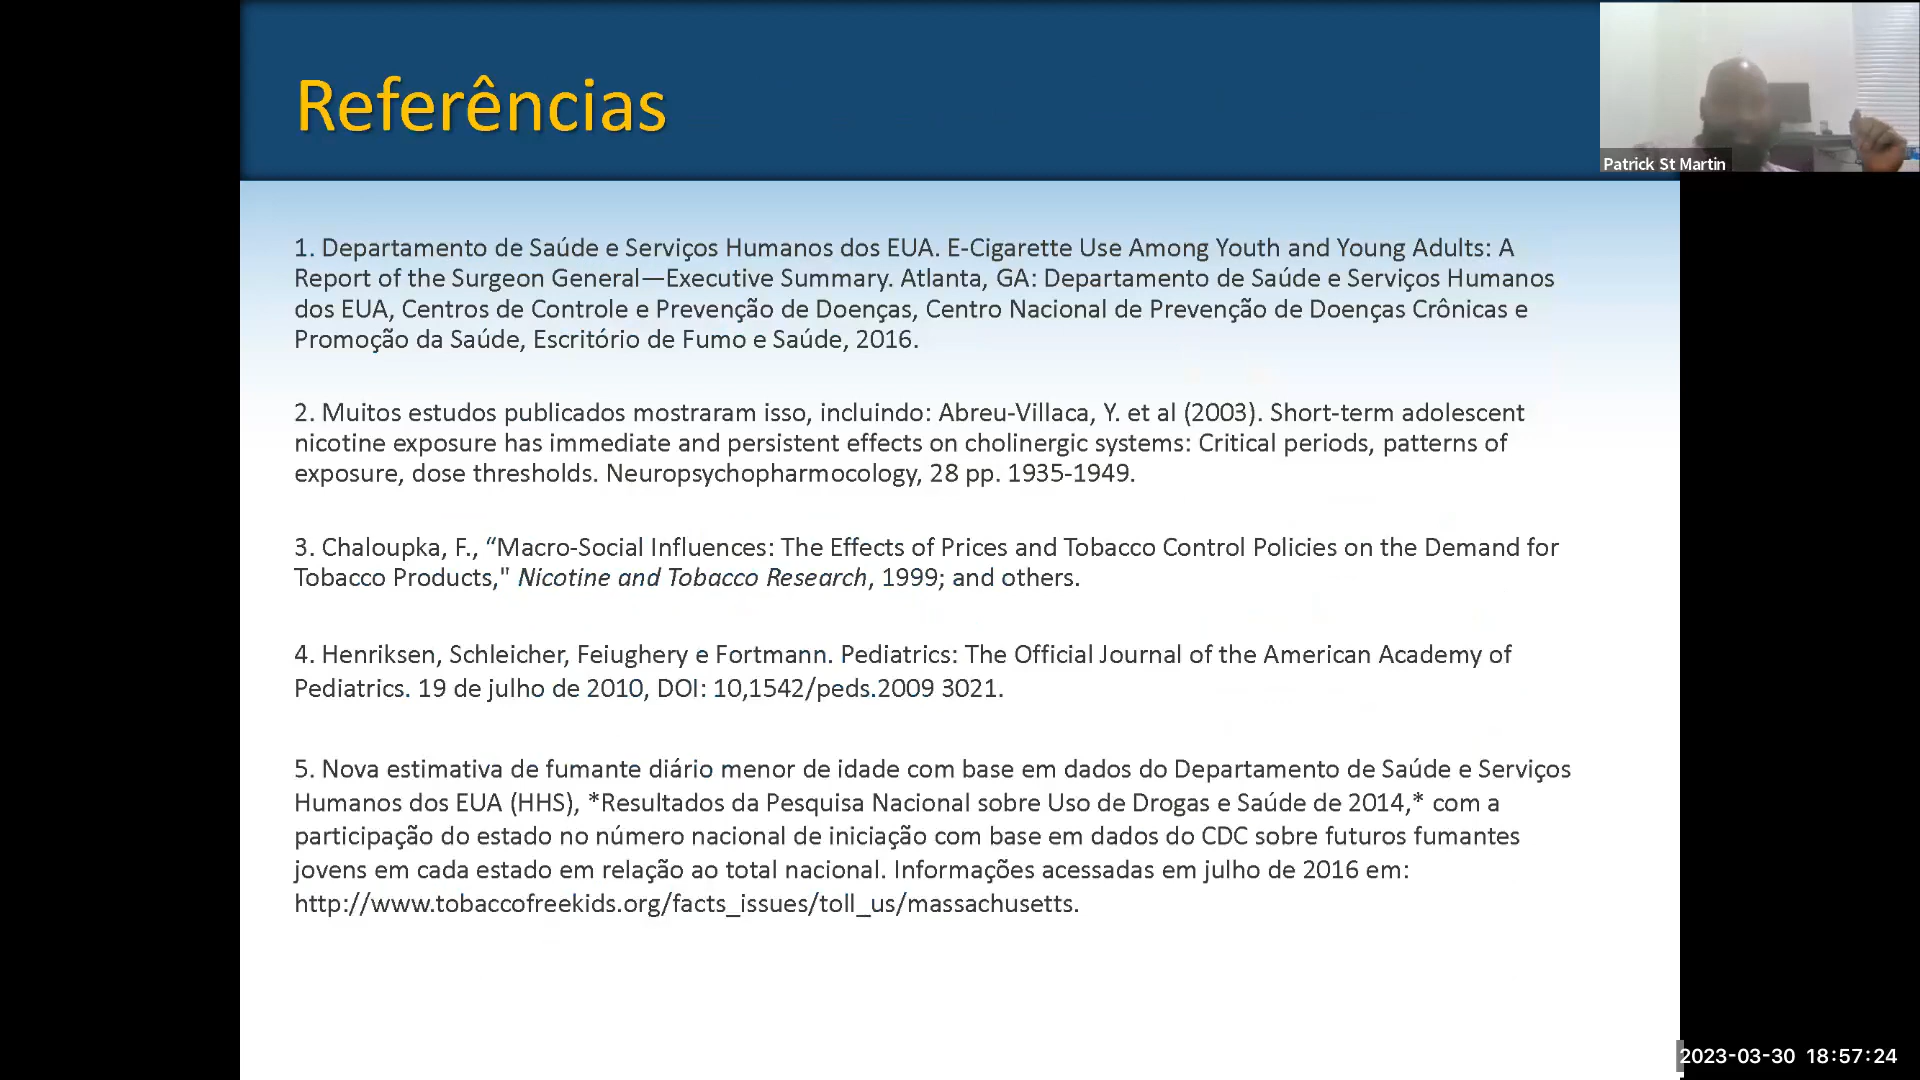 Referências
Patrick St Martin
1. Departamento de Saúde e Serviços Humanos dos EUA. E-Cigarette Use Among Youth and Young Adults: A
Report of the Surgeon General—Executive Summary. Atlanta, GA: Departamento de Saúde e Serviços Humanos
dos EUA, Centros de Controle e Prevenção de Doenças, Centro Nacional de Prevenção de Doenças Crônicas e
Promoção da Saúde, Escritório de Fumo e Saúde, 2016.
2. Muitos estudos publicados mostraram isso, incluindo: Abreu-Villaca, Y. et al (2003). Short-term adolescent
nicotine exposure has immediate and persistent effects on cholinergic systems: Critical periods, patterns of
exposure, dose thresholds. Neuropsychopharmocology, 28 pp. 1935-1949.
3. Chaloupka, F., “Macro-Social Influences: The Effects of Prices and Tobacco Control Policies on the Demand for
Tobacco Products," Nicotine and Tobacco Research, 1999; and others.
4. Henriksen, Schleicher, Feiughery e Fortmann. Pediatrics: The Official Journal of the American Academy of
Pediatrics. 19 de julho de 2010, DOI: 10,1542/peds.2009 3021.
5. Nova estimativa de fumante diário menor de idade com base em dados do Departamento de Saúde e Serviços
Humanos dos EUA (HHS), *Resultados da Pesquisa Nacional sobre Uso de Drogas e Saúde de 2014,* com a
participação do estado no número nacional de iniciação com base em dados do CDC sobre futuros fumantes
jovens em cada estado em relação ao total nacional. Informações acessadas em julho de 2016 em:
http://www.tobaccofreekids.org/facts_issues/toll_us/massachusetts.
2023-03-30 18:57:24